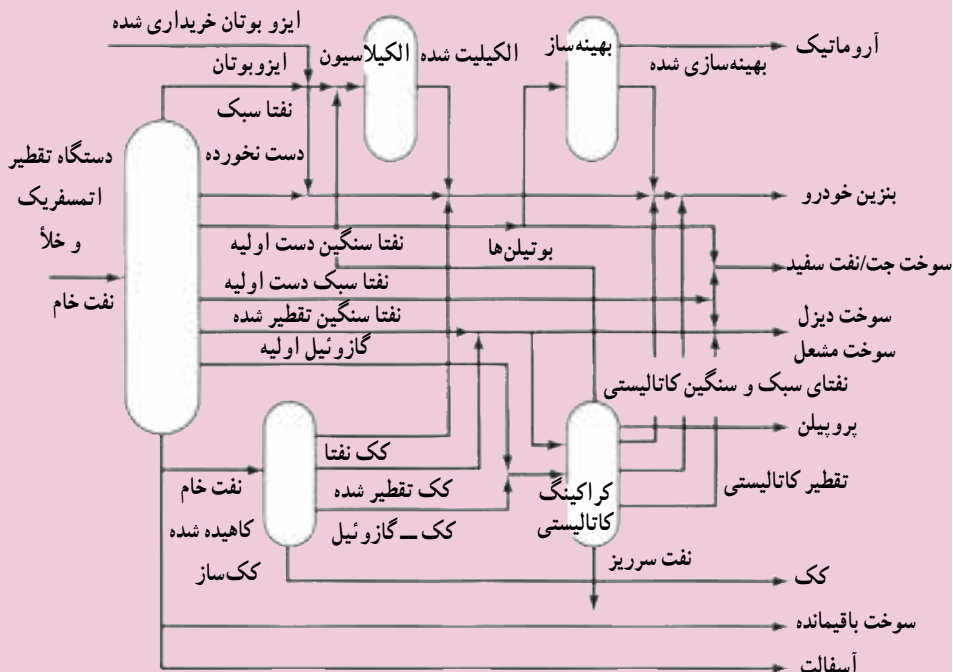 ایزو بوتان خریداری شده
ایزوبوتان
الکیلاسیون
الکیلیت شده
بهینه‌ساز
بهینه‌سازی شده
آروماتیک
نفتا سبک
دست نخورده
دستگاه تقطیر
اتمسفریک
و خلأ
نفت خام
بنزین خودرو
نفتا سنگین دست اولیه
بوتیلن‌ها
سوخت جت/نفت سفید
نفتا سبک دست اولیه
نفتا سنگین تقطیر شده
سوخت دیزل
سوخت مشعل
گازوئیل اولیه
نفتای سبک و سنگین کاتالیستی
پروپیلن
کک نفتا
نفت خام
کاهیده شده
کک‌ساز
کک تقطیر شده
کک ــ گازوئیل
کراکینگ
کاتالیستی
تقطیر کاتالیستی
نفت سرریز
کک
سوخت باقیمانده
آسفالت